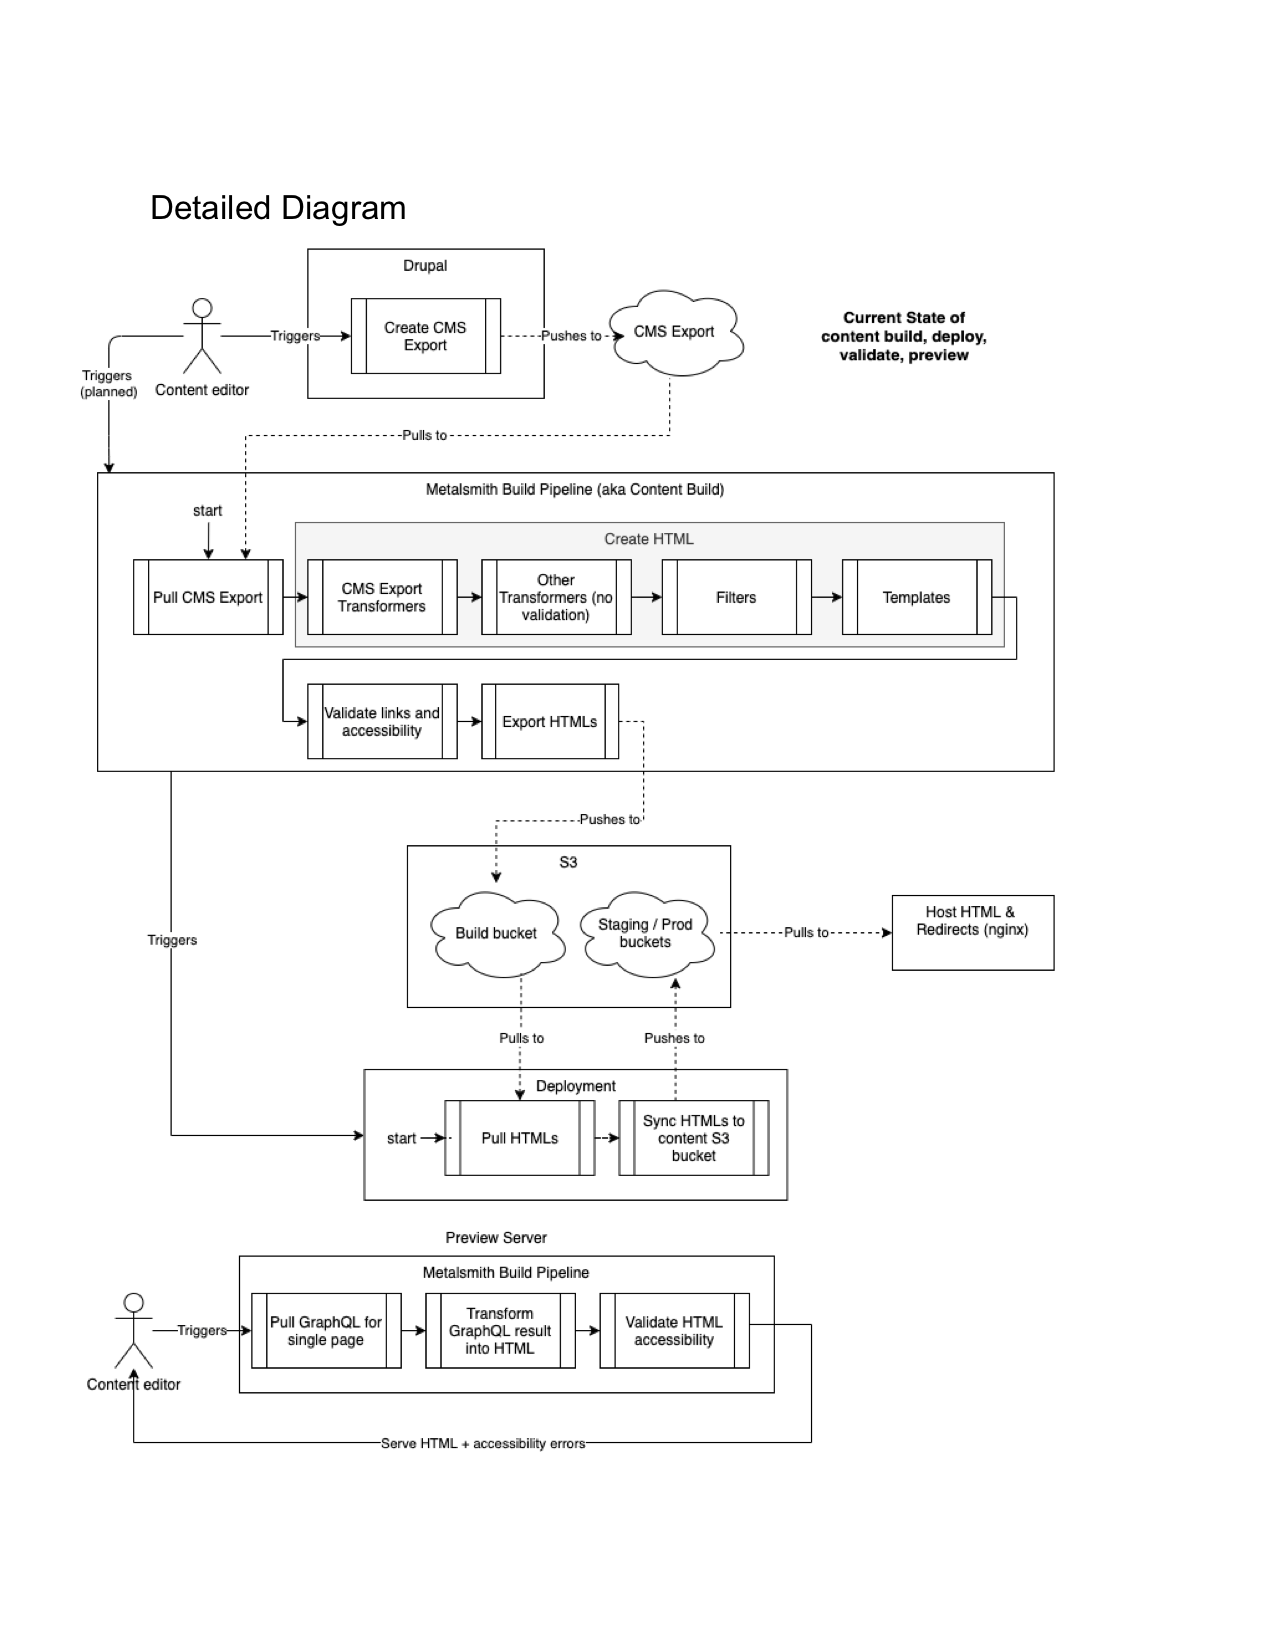 Detailed Diagram
Drupal
Create CMS
Export
Triggers
Pushes to
CMS Export
Current State of
content build, deploy,
validate, preview
Content editor
Triggers
(planned)
Pulls to
Metalsmith Build Pipeline (aka Content Build)
start
Create HTML
Pull CMS Export
CMS Export
Transformers
Other
Transformers (no
validation)
Filters
Templates
Validate links and
accessibility
Export HTMLs
Pushes to
S3
Build bucket
Staging / Prod
buckets
Pulls to
Host HTML &
Redirects (nginx)
Triggers
Pulls to
Pushes to
Deployment
start
Pull HTMLs
Sync HTMLs to
content S3
bucket
Preview Server
Metalsmith Build Pipeline
Triggers
Pull GraphQL for
single page
Transform
GraphQL result
into HTML
Validate HTML
accessibility
Content editor
Serve HTML + accessibility errors